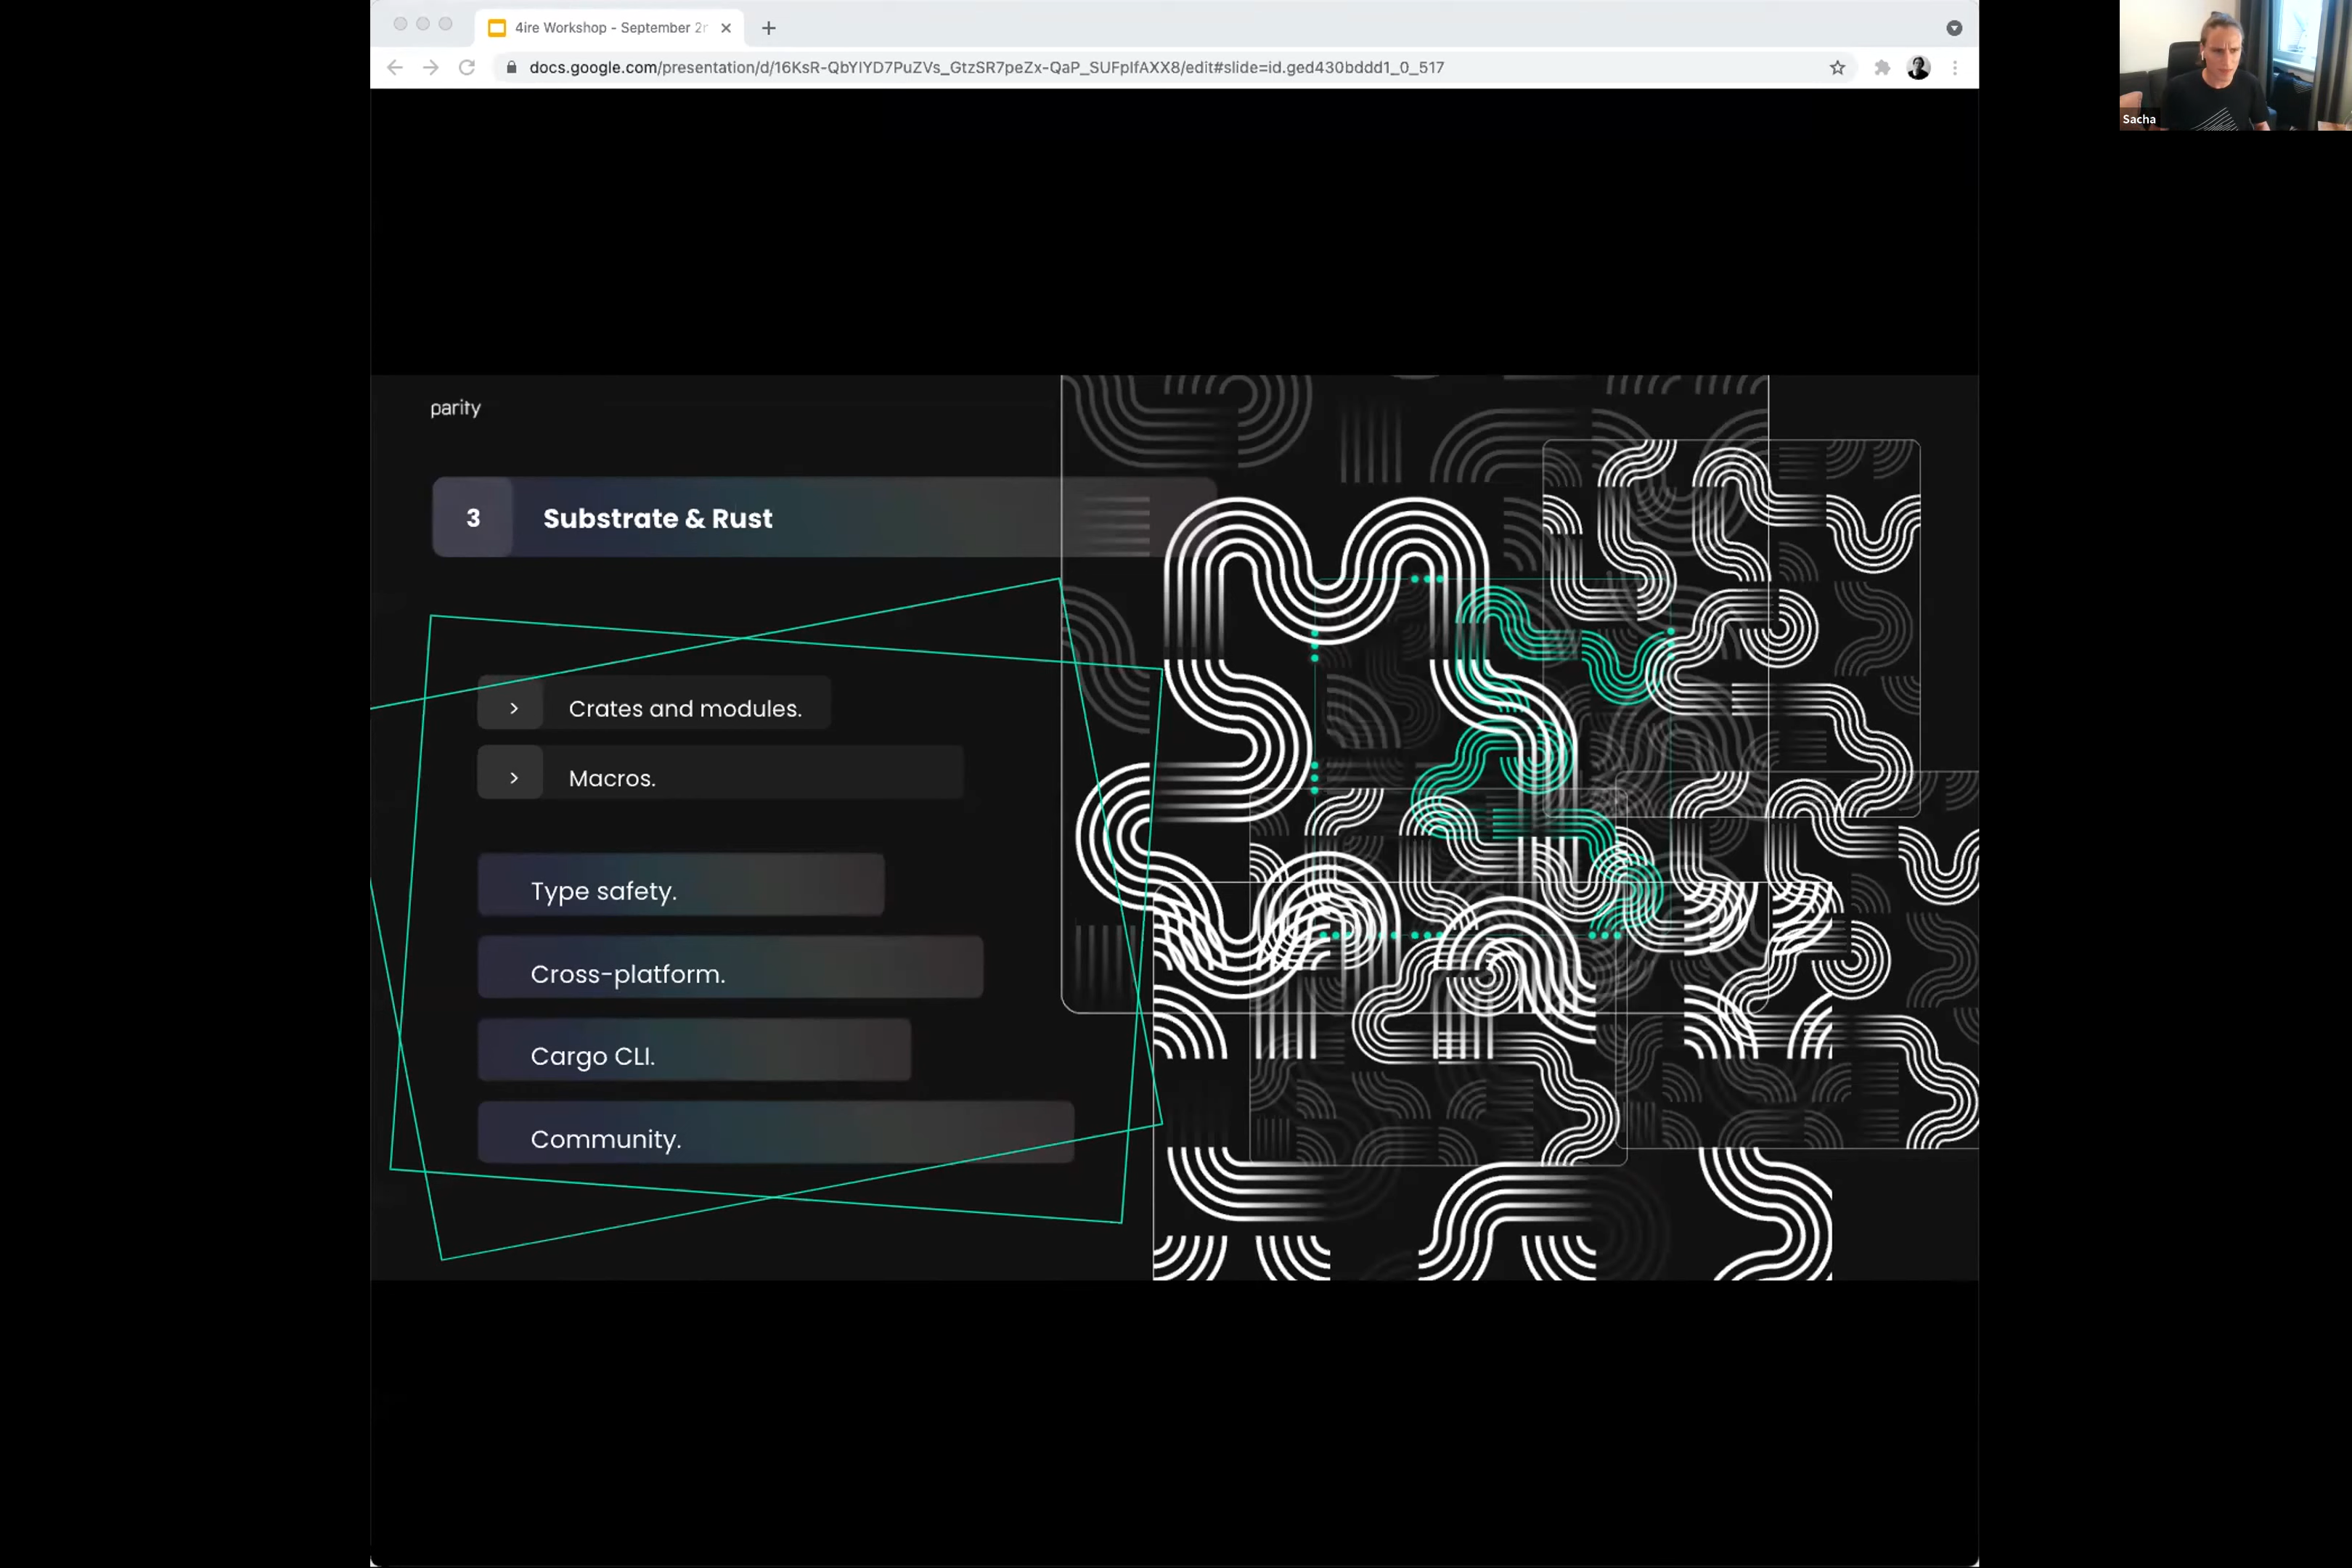 4ire Workshop - September 2
docs.google.com/presentation/d/16KsR-QbYIYD7PuZVs_GtzSR7peZx-QaP_SUFpIfAXX8/edit#slide=id.ged430bddd1_0_517
Sacha
parity
3 Substrate & Rust
Crates and modules.
Macros.
Type safety.
Cross-platform.
Cargo CLI.
Community.